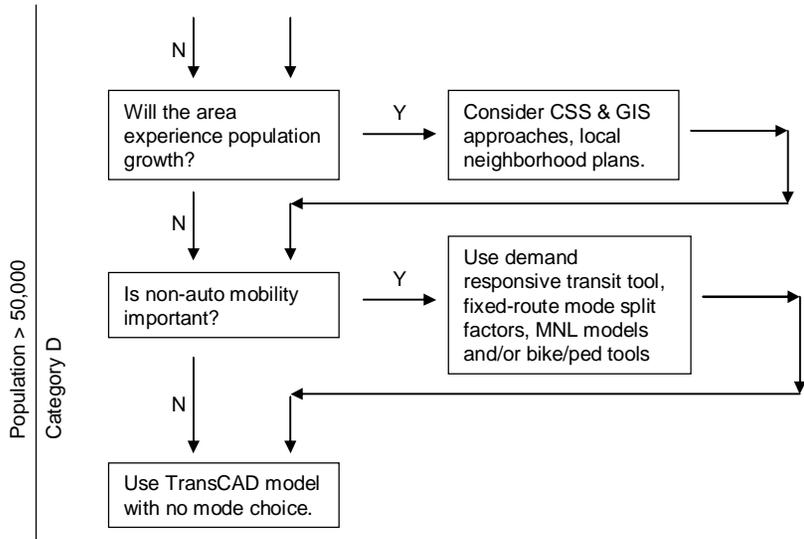 N
Will the area
experience population
growth?
Y
Consider CSS & GIS
approaches, local
neighborhood plans.
N
Is non-auto mobility
important?
Y
Use demand
responsive transit tool,
fixed-route mode split
factors, MNL models
and/or bike/ped tools
N
Use TransCAD model
with no mode choice.
Population > 50,000
Category D